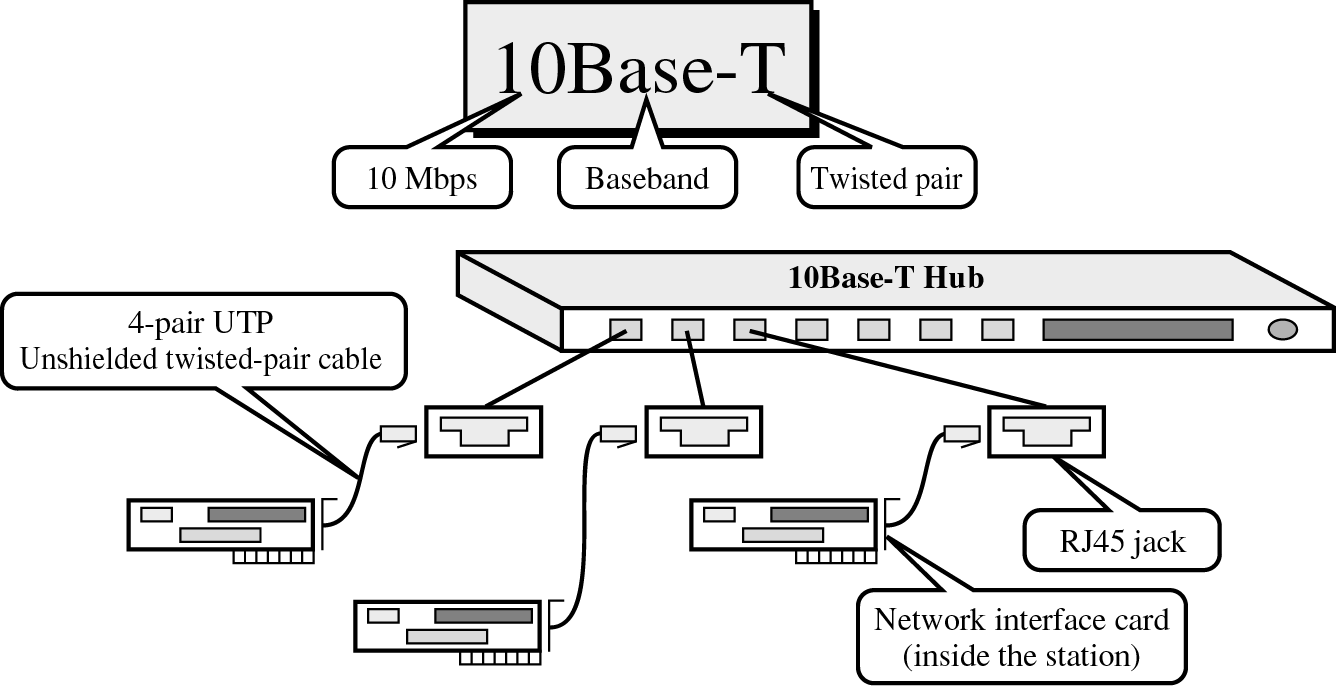 10Base-T
10 Mbps
Baseband
Twisted pair
10Base-T Hub
4-pair UTP
Unshielded twisted-pair cable
RJ45 jack
Network interface card
(inside the station)